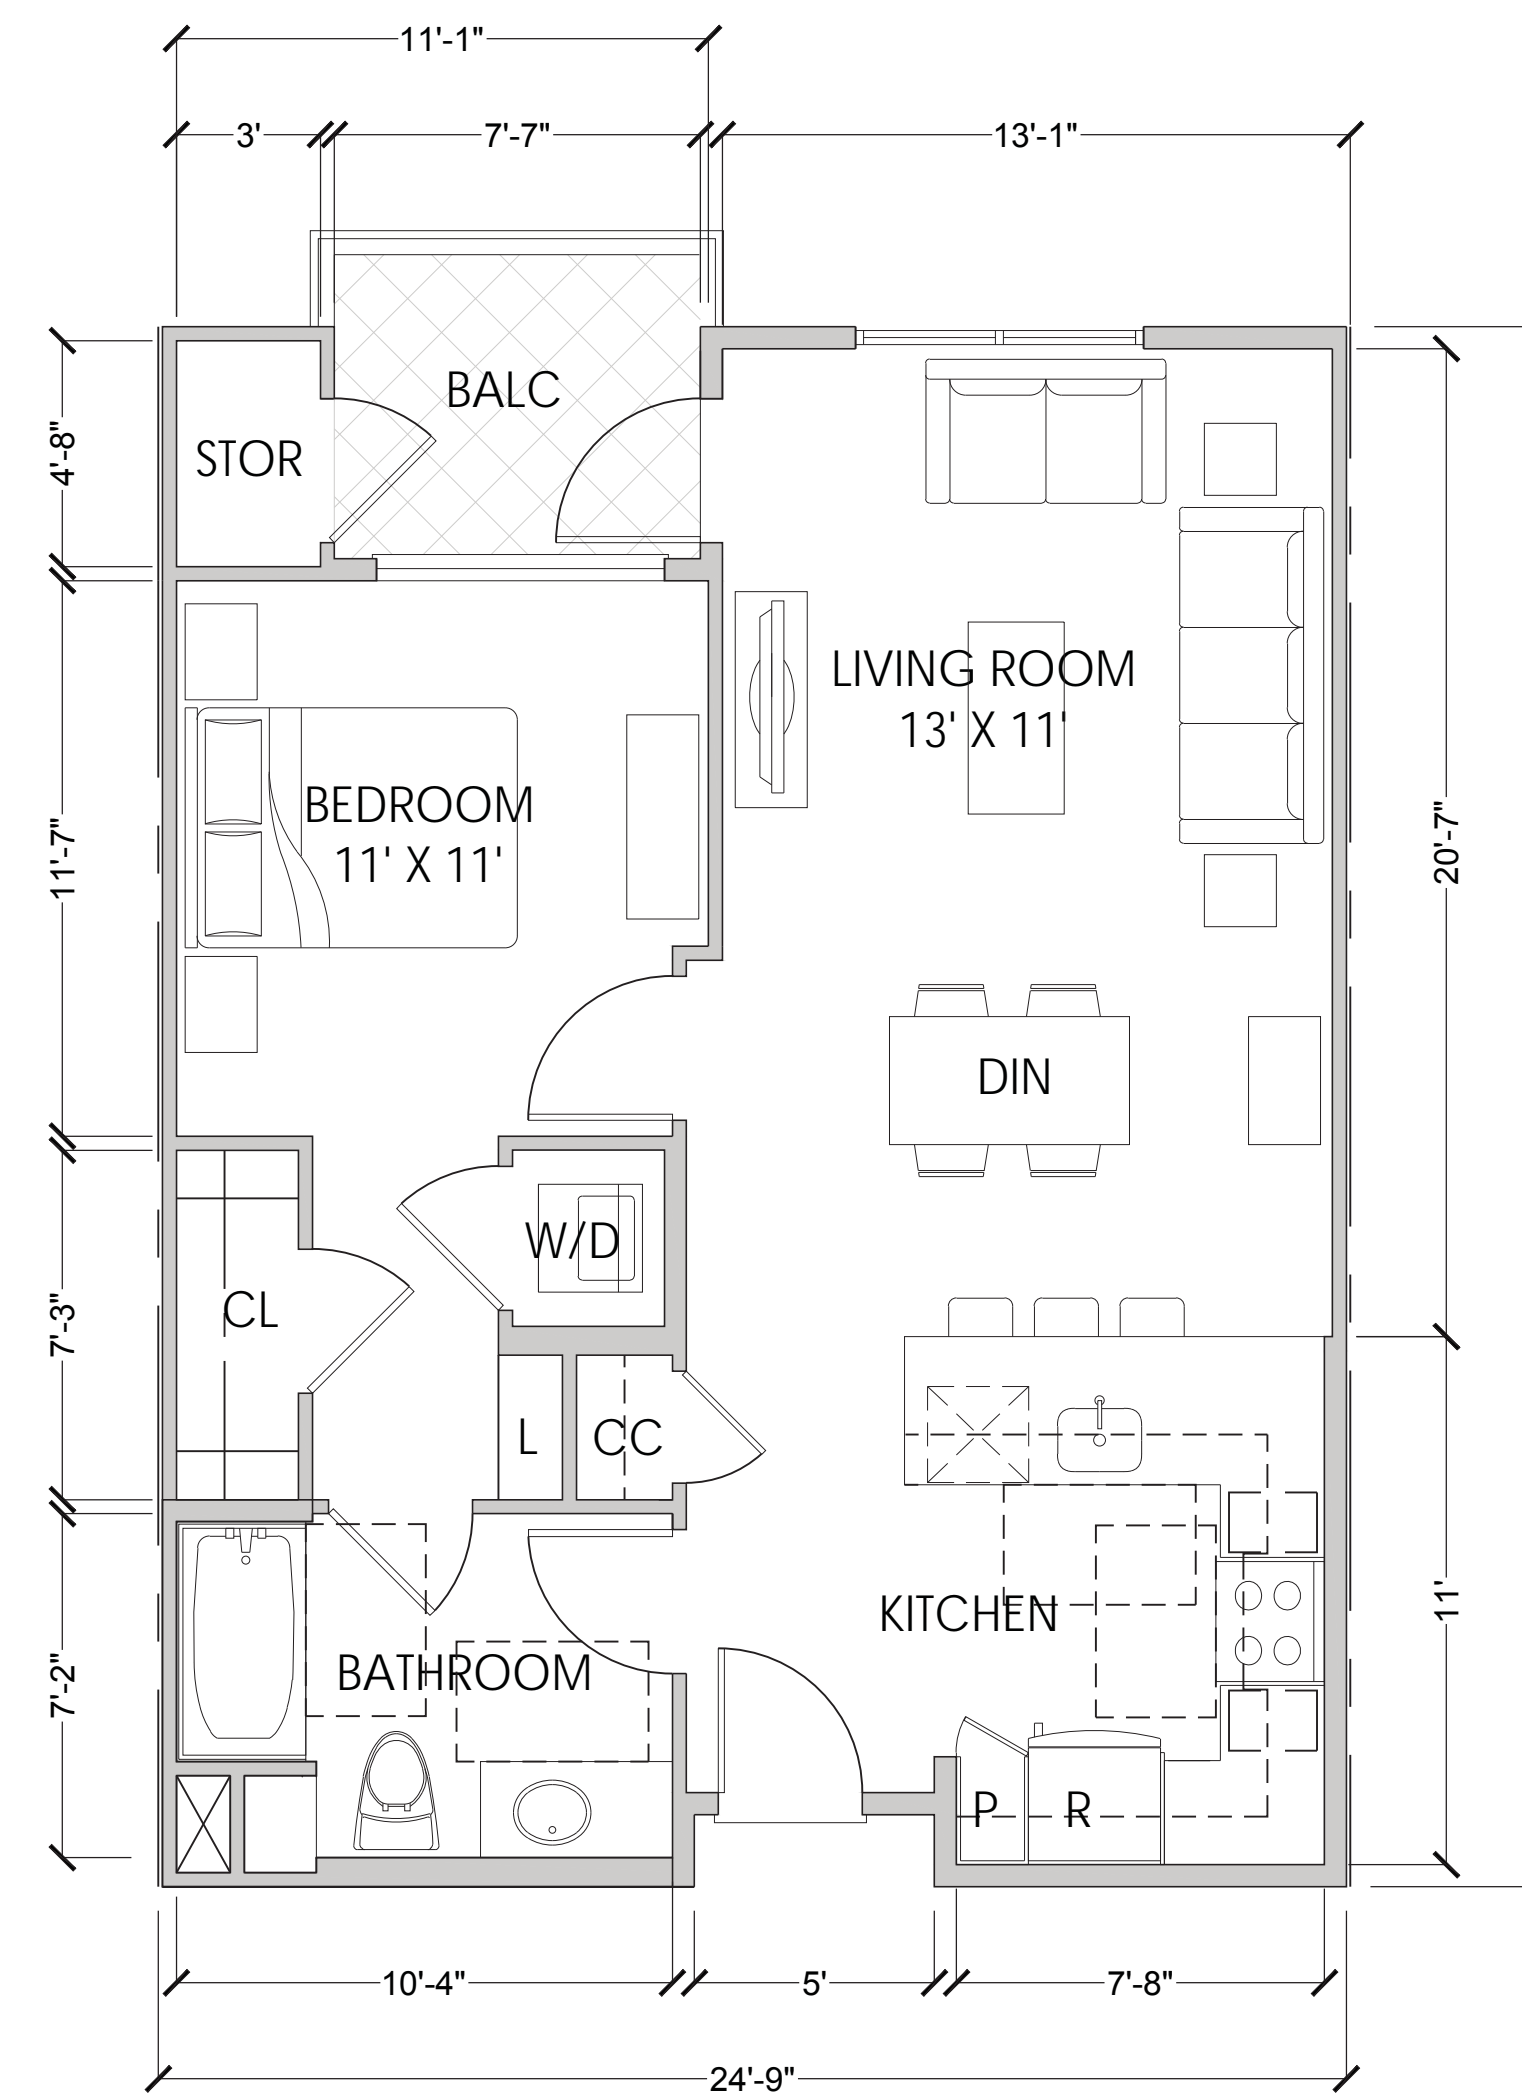 11'-1"
3'
7'-7"
13'-1"
BALC
STOR
4'-8"
LIVING ROOM
13' X 11'
BEDROOM
11' X 11'
11'-7"
20'-7"
DIN
W/D
CL
7'-3"
L
CC
KITCHEN
11'
BATHROOM
7'-2"
P
R
10'-4"
5'
7'-8"
24'-9"